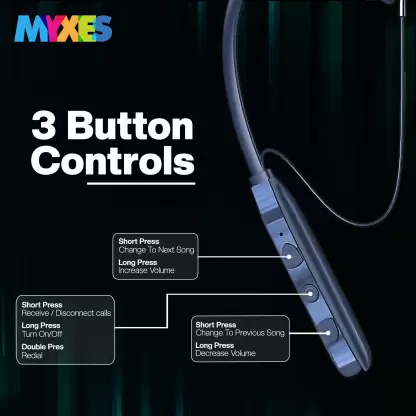 MYXES
3 Button
Controls
Short Press
Change To Next Song
Long Press
Increase Volume
Short Press
Receive / Disconnect calls
Long Press
Turn On/Off
Double Pres
Redial
Short Press
Change To Previous Song
Long Press
Decrease Volume